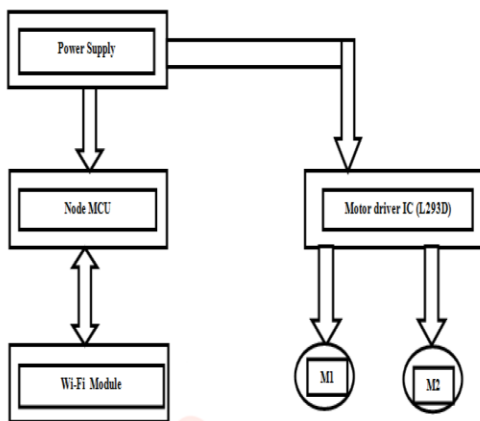 Power Supply
Node MCU
Motor driver IC (L293D)
Wi-Fi Module
M1
M2